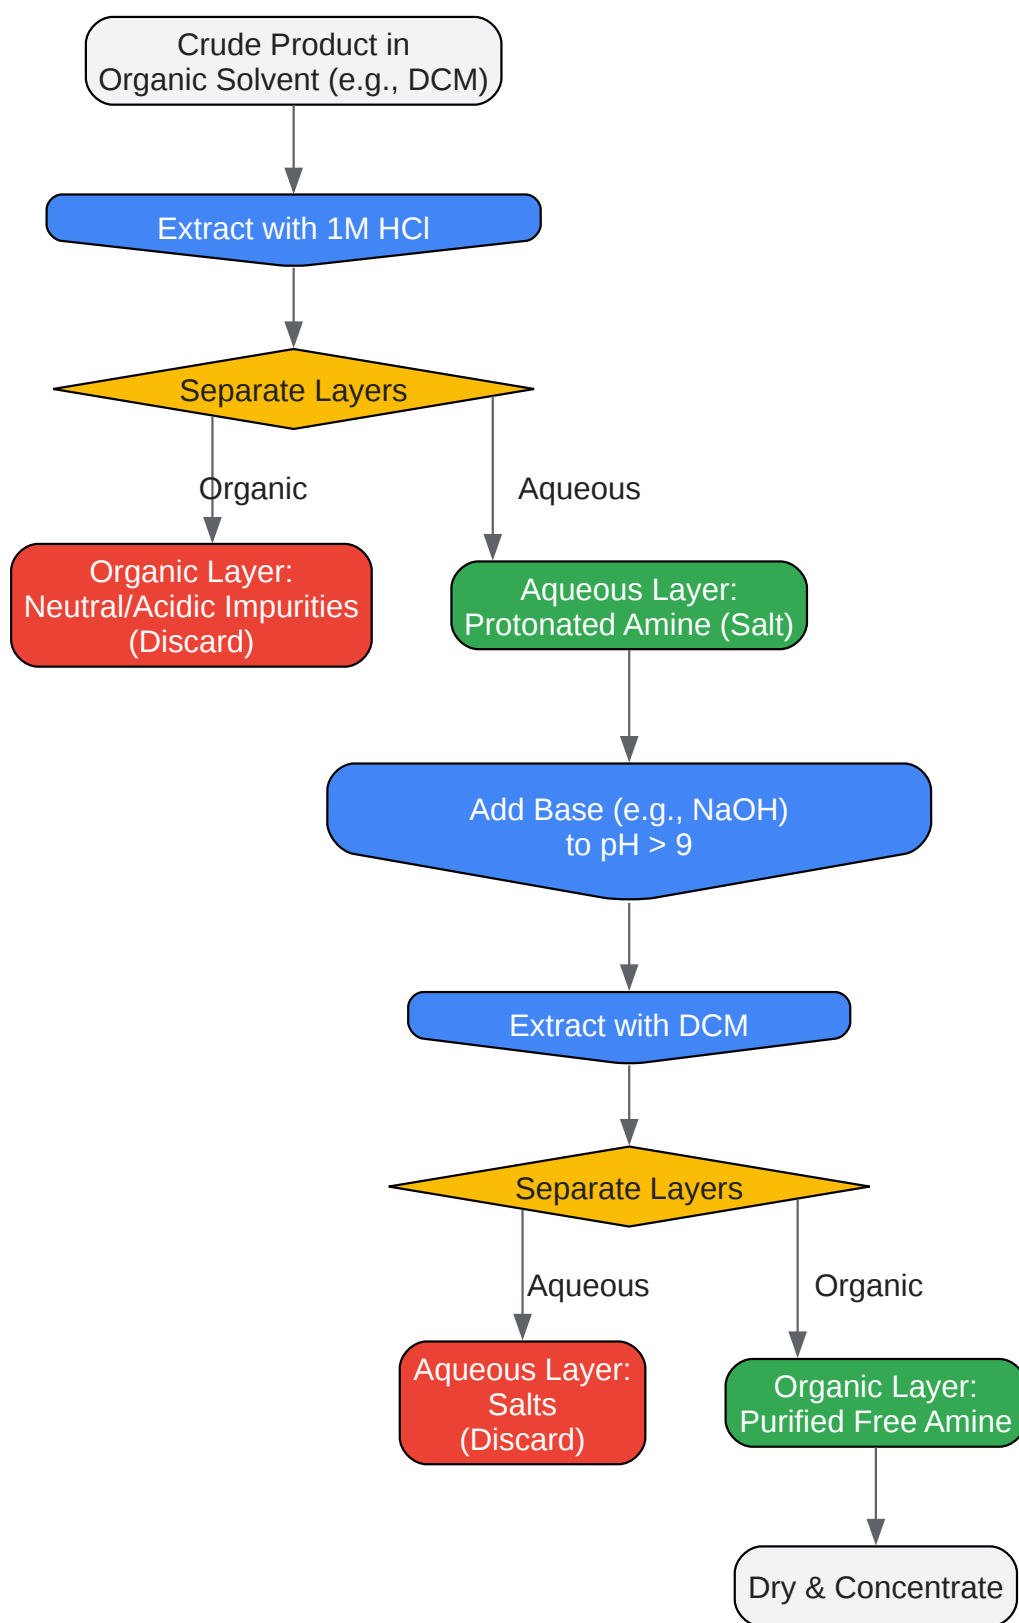 Crude Product in
Organic Solvent (e.g., DCM)
Extract with 1M HCl
Separate Layers
Organic
Aqueous
Organic Layer:
Neutral/Acidic Impurities
(Discard)
Aqueous Layer:
Protonated Amine (Salt)
Add Base (e.g., NaOH)
to pH > 9
Extract with DCM
Separate Layers
Aqueous
Organic
Aqueous Layer:
Salts
(Discard)
Organic Layer:
Purified Free Amine
Dry & Concentrate